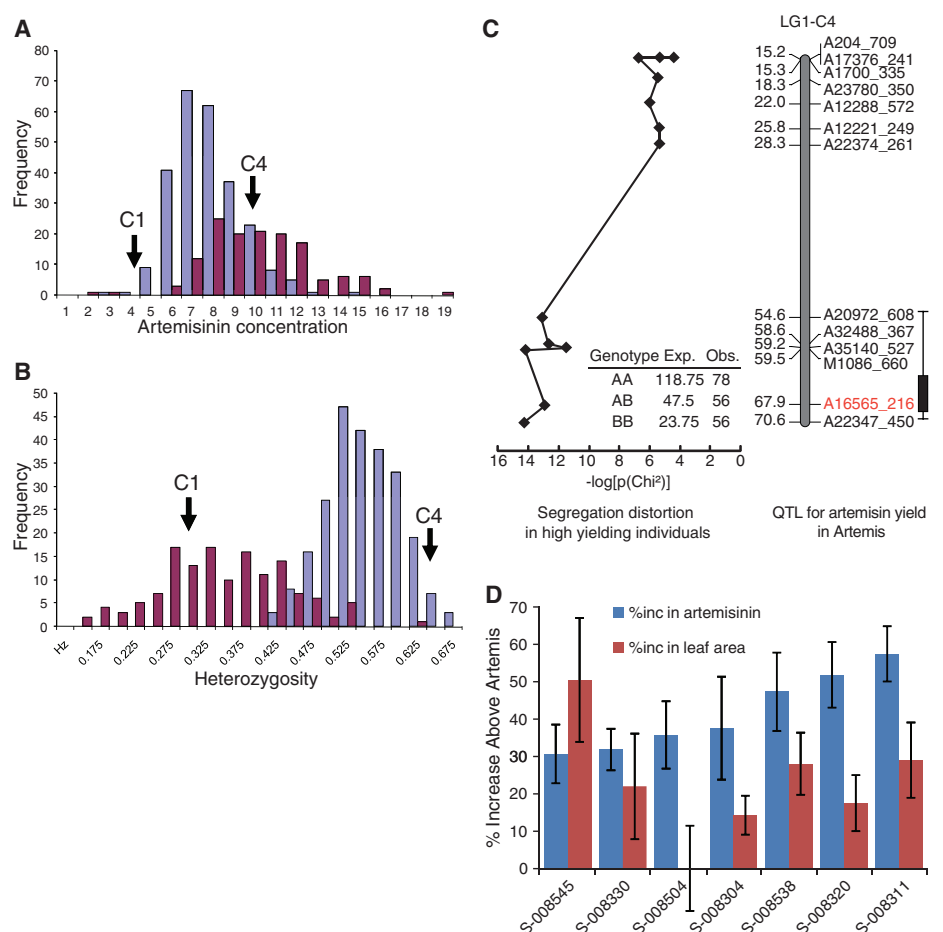 A
Frequency
80
70
60
50
40
30
20
10
0
C1
C4
1 2 3 4 5 6 7 8 9 10 11 12 13 14 15 16 17 18 19
Artemisinin concentration
B
Frequency
50
45
40
35
30
25
20
15
10
5
0
C1
C4
Hz 0.175 0.225 0.275 0.325 0.375 0.425 0.475 0.525 0.575 0.625 0.675
Heterozygosity
C
Genotype Exp. Obs.
AA 118.75 78
AB 47.5 56
BB 23.75 56
16 14 12 10 8 6 4 2 0
-log[p(Chi²)]
Segregation distortion
in high yielding individuals
LG1-C4
15.2
15.3
18.3
22.0
25.8
28.3
54.6
58.6
59.2
59.5
67.9
70.6
A204_709
A17376_241
A1700_335
A23780_350
A12288_572
A12221_249
A22374_261
A20972_608
A32488_367
A35140_527
M1086_660
A16565_216
A22347_450
QTL for artemisin yield
in Artemis
D
% Increase Above Artemis
70
60
50
40
30
20
10
0
%inc in artemisinin
%inc in leaf area
S-008545 S-008330 S-008504 S-008304 S-008538 S-008320 S-008311